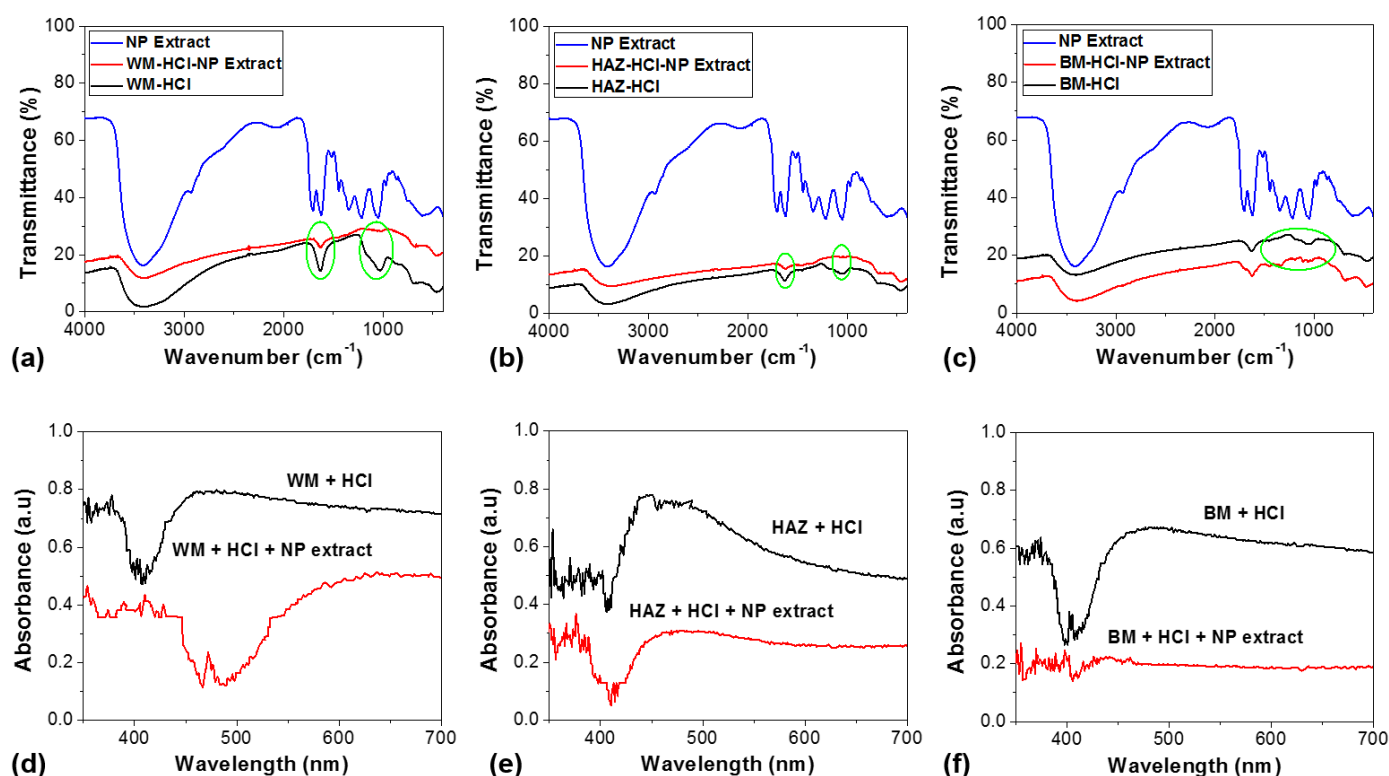 100
80
60
40
20
0
Transmittance (%)
NP Extract
WM-HCl-NP Extract
WM-HCl
4000 3000 2000 1000
Wavenumber (cm⁻¹)
(a)
100
80
60
40
20
0
Transmittance (%)
NP Extract
HAZ-HCl-NP Extract
HAZ-HCl
4000 3000 2000 1000
Wavenumber (cm⁻¹)
(b)
100
80
60
40
20
0
Transmittance (%)
NP Extract
BM-HCl-NP Extract
BM-HCl
4000 3000 2000 1000
Wavenumber (cm⁻¹)
(c)
1.0
0.8
0.6
0.4
0.2
0.0
Absorbance (a.u)
WM + HCl
WM + HCl + NP extract
400 500 600 700
Wavelength (nm)
(d)
1.0
0.8
0.6
0.4
0.2
0.0
Absorbance (a.u)
HAZ + HCl
HAZ + HCl + NP extract
400 500 600 700
Wavelength (nm)
(e)
1.0
0.8
0.6
0.4
0.2
0.0
Absorbance (a.u)
BM + HCl
BM + HCl + NP extract
400 500 600 700
Wavelength (nm)
(f)